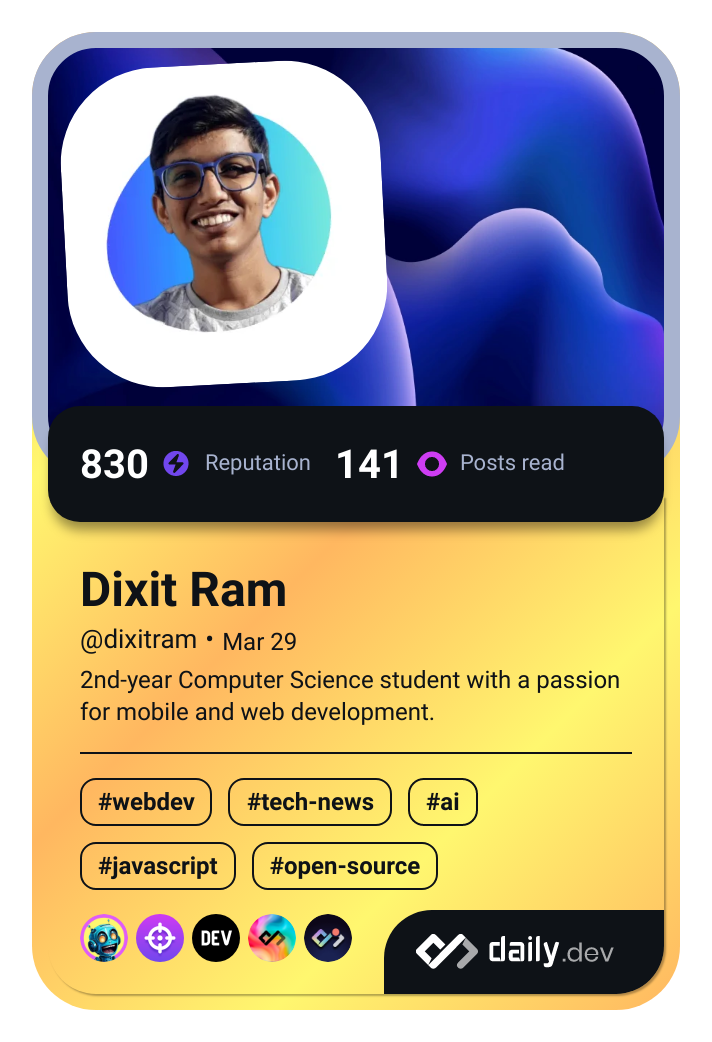 830 Reputation 141 Posts read
Dixit Ram
@dixitram • Mar 29
2nd-year Computer Science student with a passion
for mobile and web development.
#webdev #tech-news #ai
#javascript #open-source
DEV
daily.dev